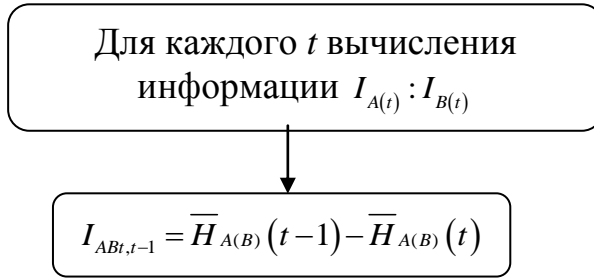 Для каждого t вычисления
информации I_{A(t)} : I_{B(t)}
I_{ABt,t-1} = \overline{H}_{A(B)}(t-1) - \overline{H}_{A(B)}(t)